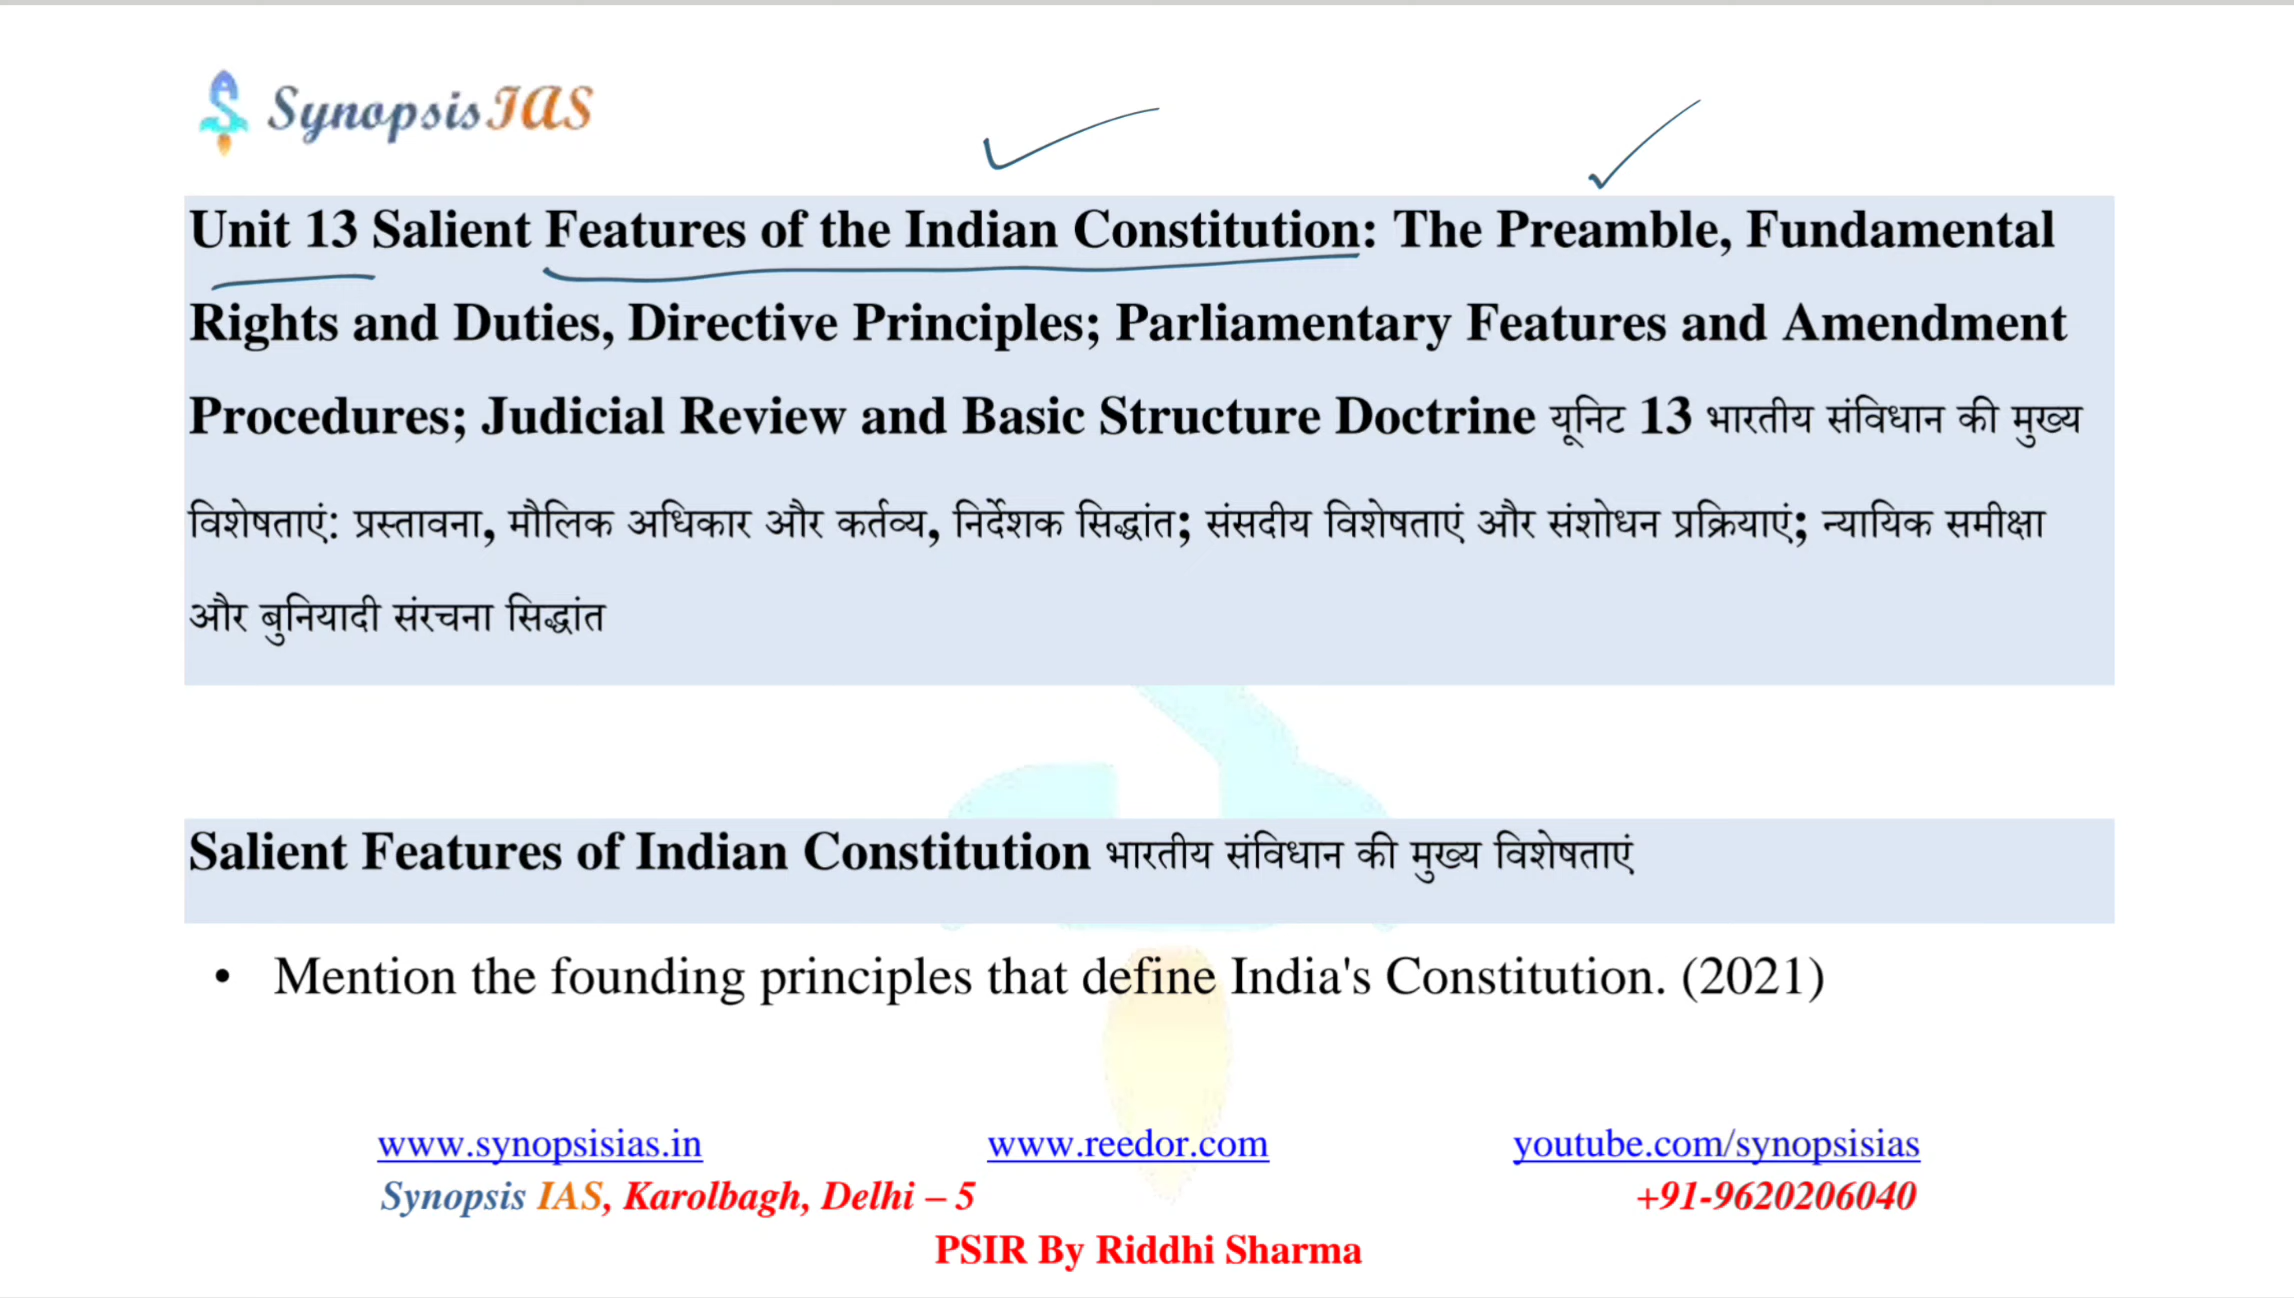 Synopsis IAS
Unit 13 Salient Features of the Indian Constitution: The Preamble, Fundamental
Rights and Duties, Directive Principles; Parliamentary Features and Amendment
Procedures; Judicial Review and Basic Structure Doctrine यूनिट 13 भारतीय संविधान की मुख्य
विशेषताएं: प्रस्तावना, मौलिक अधिकार और कर्तव्य, निर्देशक सिद्धांत; संसदीय विशेषताएं और संशोधन प्रक्रियाएं; न्यायिक समीक्षा
और बुनियादी संरचना सिद्धांत
Salient Features of Indian Constitution भारतीय संविधान की मुख्य विशेषताएं
• Mention the founding principles that define India's Constitution. (2021)
www.synopsisias.in www.reedor.com youtube.com/synopsisias
Synopsis IAS, Karolbagh, Delhi – 5 +91-9620206040
PSIR By Riddhi Sharma